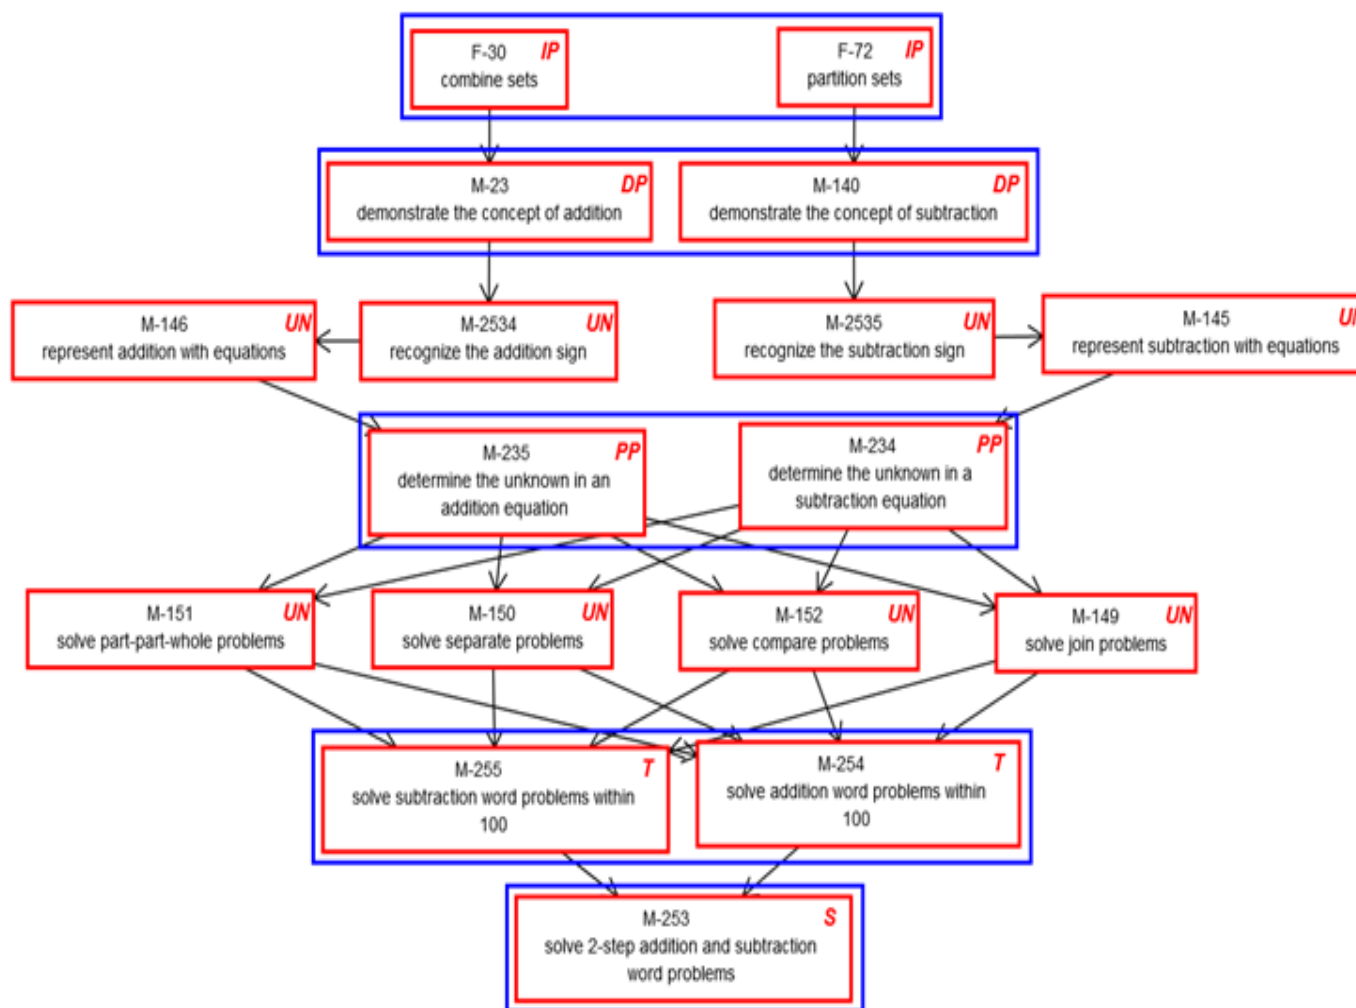 F-30 IP
combine sets
F-72 IP
partition sets
M-23 DP
demonstrate the concept of addition
M-140 DP
demonstrate the concept of subtraction
M-146 UN
represent addition with equations
M-2534 UN
recognize the addition sign
M-2535 UN
recognize the subtraction sign
M-145 U
represent subtraction with equations
M-235 PP
determine the unknown in an
addition equation
M-234 PP
determine the unknown in a
subtraction equation
M-151 UN
solve part-part-whole problems
M-150 UN
solve separate problems
M-152 UN
solve compare problems
M-149 UN
solve join problems
M-255 T
solve subtraction word problems within
100
M-254 T
solve addition word problems within
100
M-253 S
solve 2-step addition and subtraction
word problems